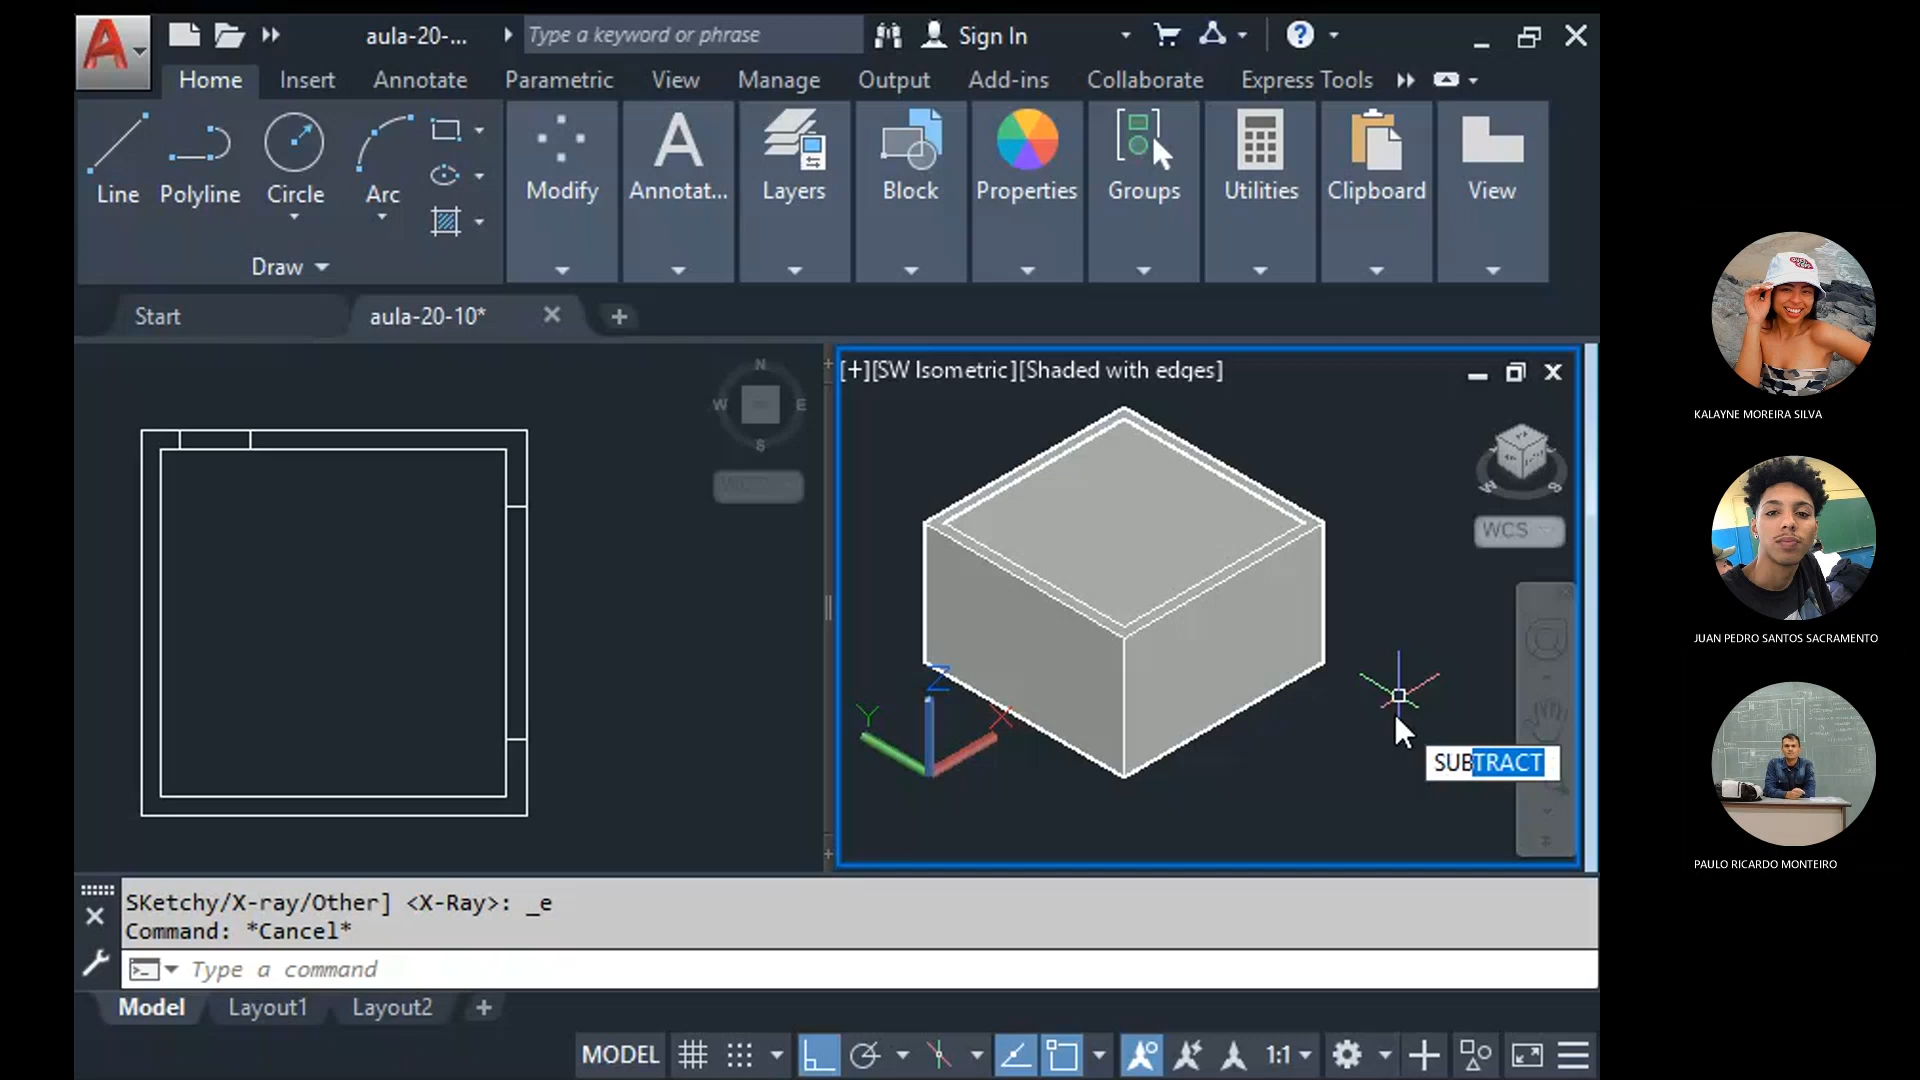 aula-20-...
Type a keyword or phrase
Sign In
Home Insert Annotate Parametric View Manage Output Add-ins Collaborate Express Tools
Line Polyline Circle Arc
Modify Annotat... Layers Block Properties Groups Utilities Clipboard View
Draw
Start aula-20-10*
N
W E
S
WCS
[+][SW Isometric][Shaded with edges]
W S
WCS
Z
Y X
SUBTRACT
SKetchy/X-ray/Other] <X-Ray>: _e
Command: *Cancel*
Type a command
Model Layout1 Layout2
MODEL 1:1
KALAYNE MOREIRA SILVA
JUAN PEDRO SANTOS SACRAMENTO
PAULO RICARDO MONTEIRO